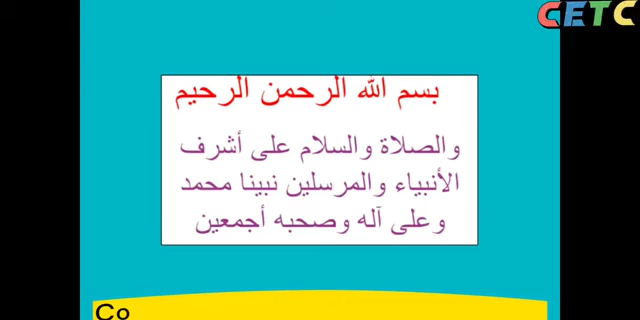 CETC
بسم الله الرحمن الرحيم
والصلاة والسلام على أشرف
الأنبياء والمرسلين نبينا محمد
وعلى آله وصحبه أجمعين
Co